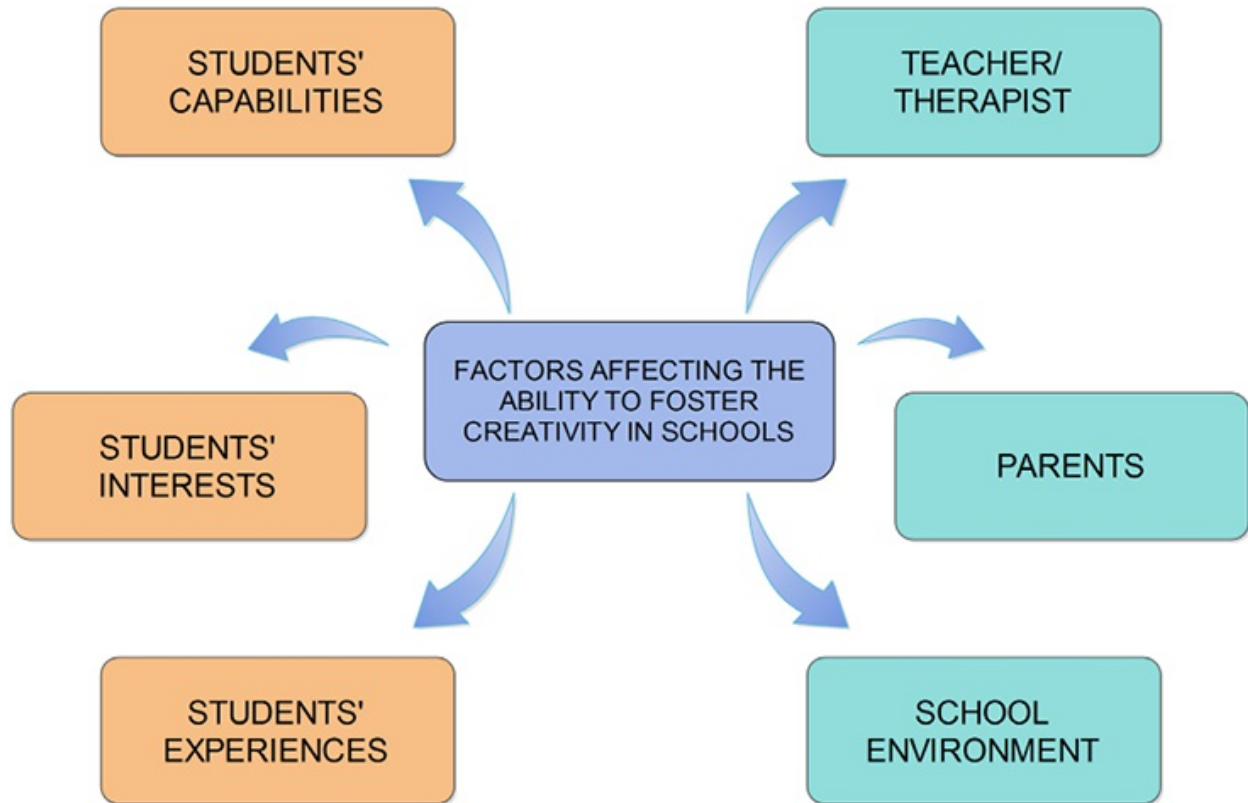 STUDENTS'
CAPABILITIES
TEACHER/
THERAPIST
FACTORS AFFECTING THE
ABILITY TO FOSTER
CREATIVITY IN SCHOOLS
STUDENTS'
INTERESTS
PARENTS
STUDENTS'
EXPERIENCES
SCHOOL
ENVIRONMENT